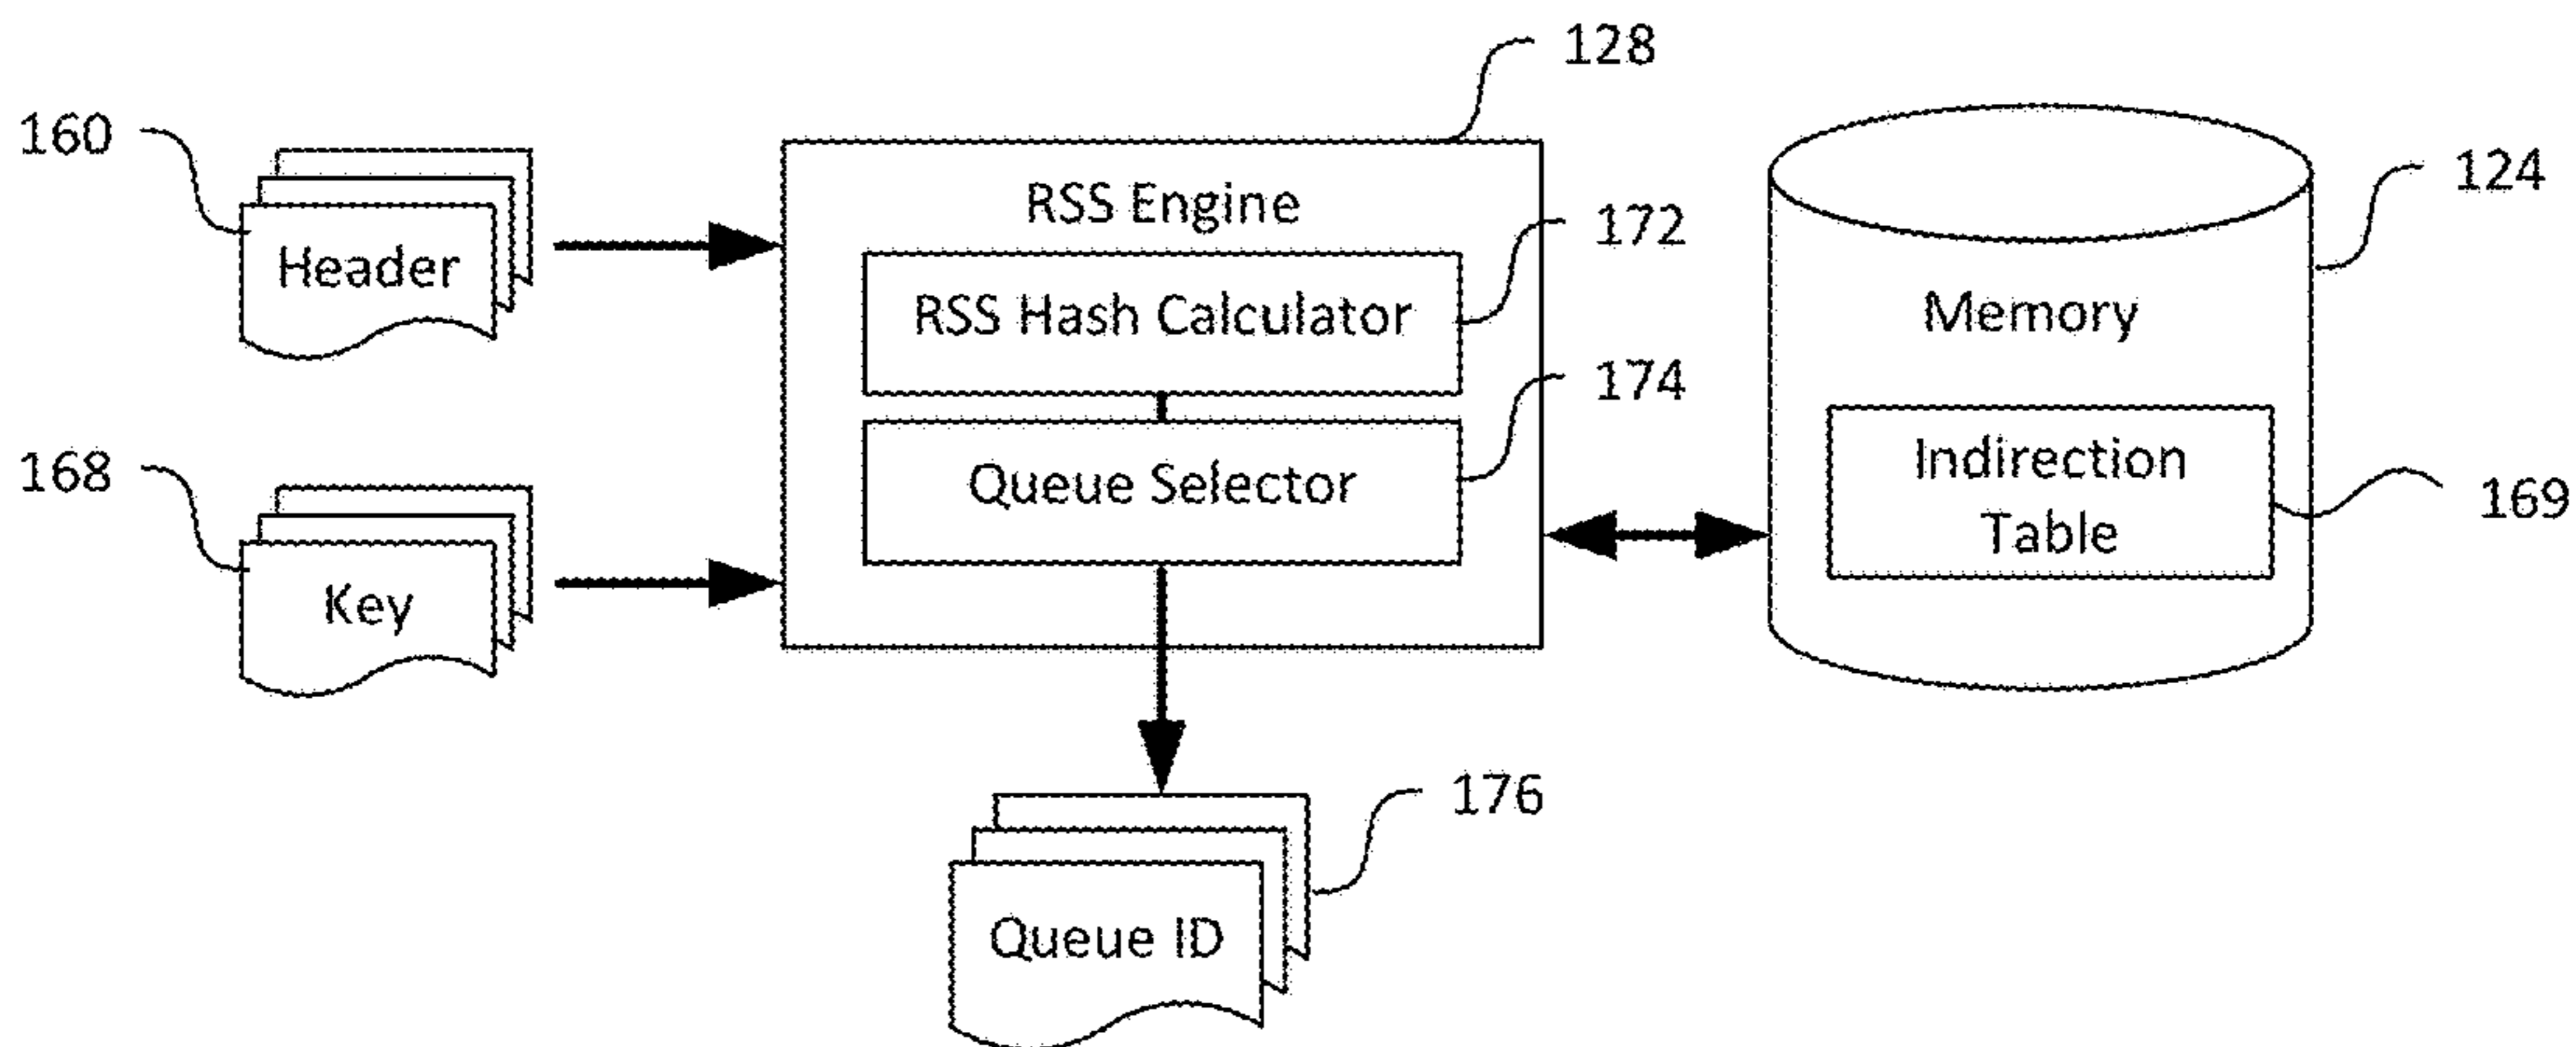 128
160
124
RSS Engine
172
Header
RSS Hash Calculator
Memory
174
168
Indirection
Table
Queue Selector
169
Key
176
Queue ID